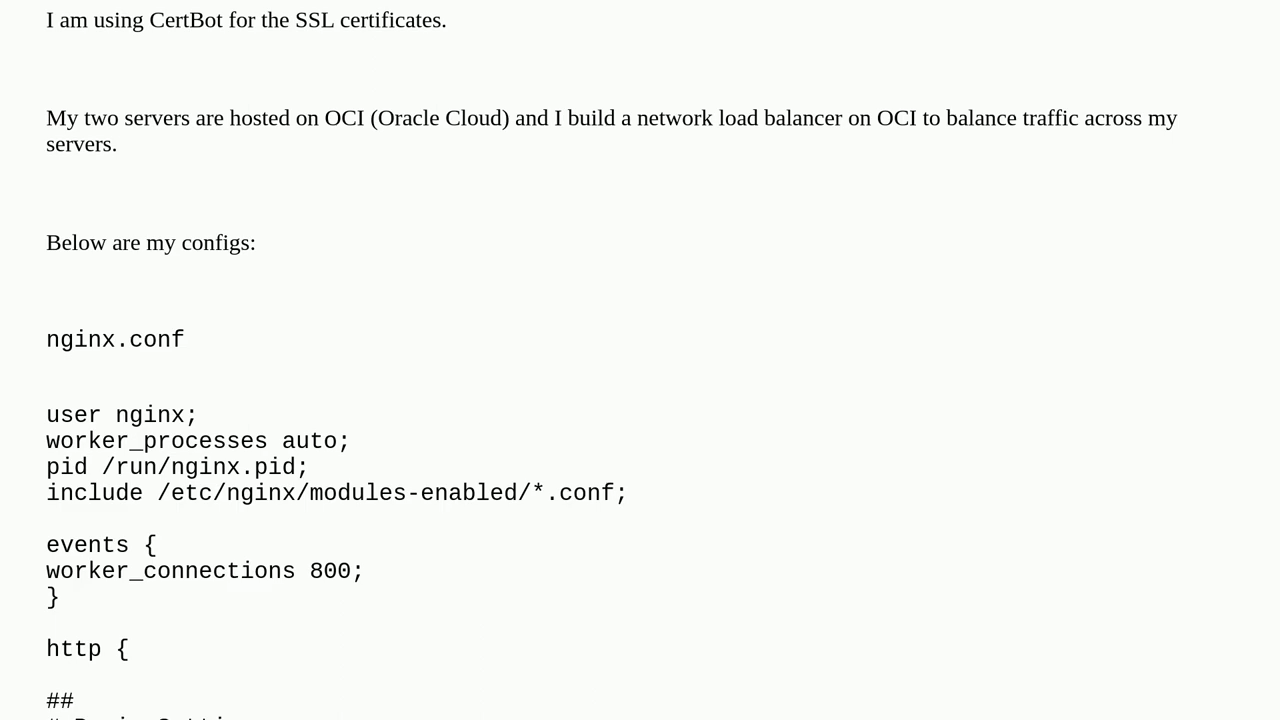 I am using CertBot for the SSL certificates.
My two servers are hosted on OCI (Oracle Cloud) and I build a network load balancer on OCI to balance traffic across my
servers.
Below are my configs:
nginx.conf
user nginx;
worker_processes auto;
pid /run/nginx.pid;
include /etc/nginx/modules-enabled/*.conf;
events {
worker_connections 800;
}
http {
##